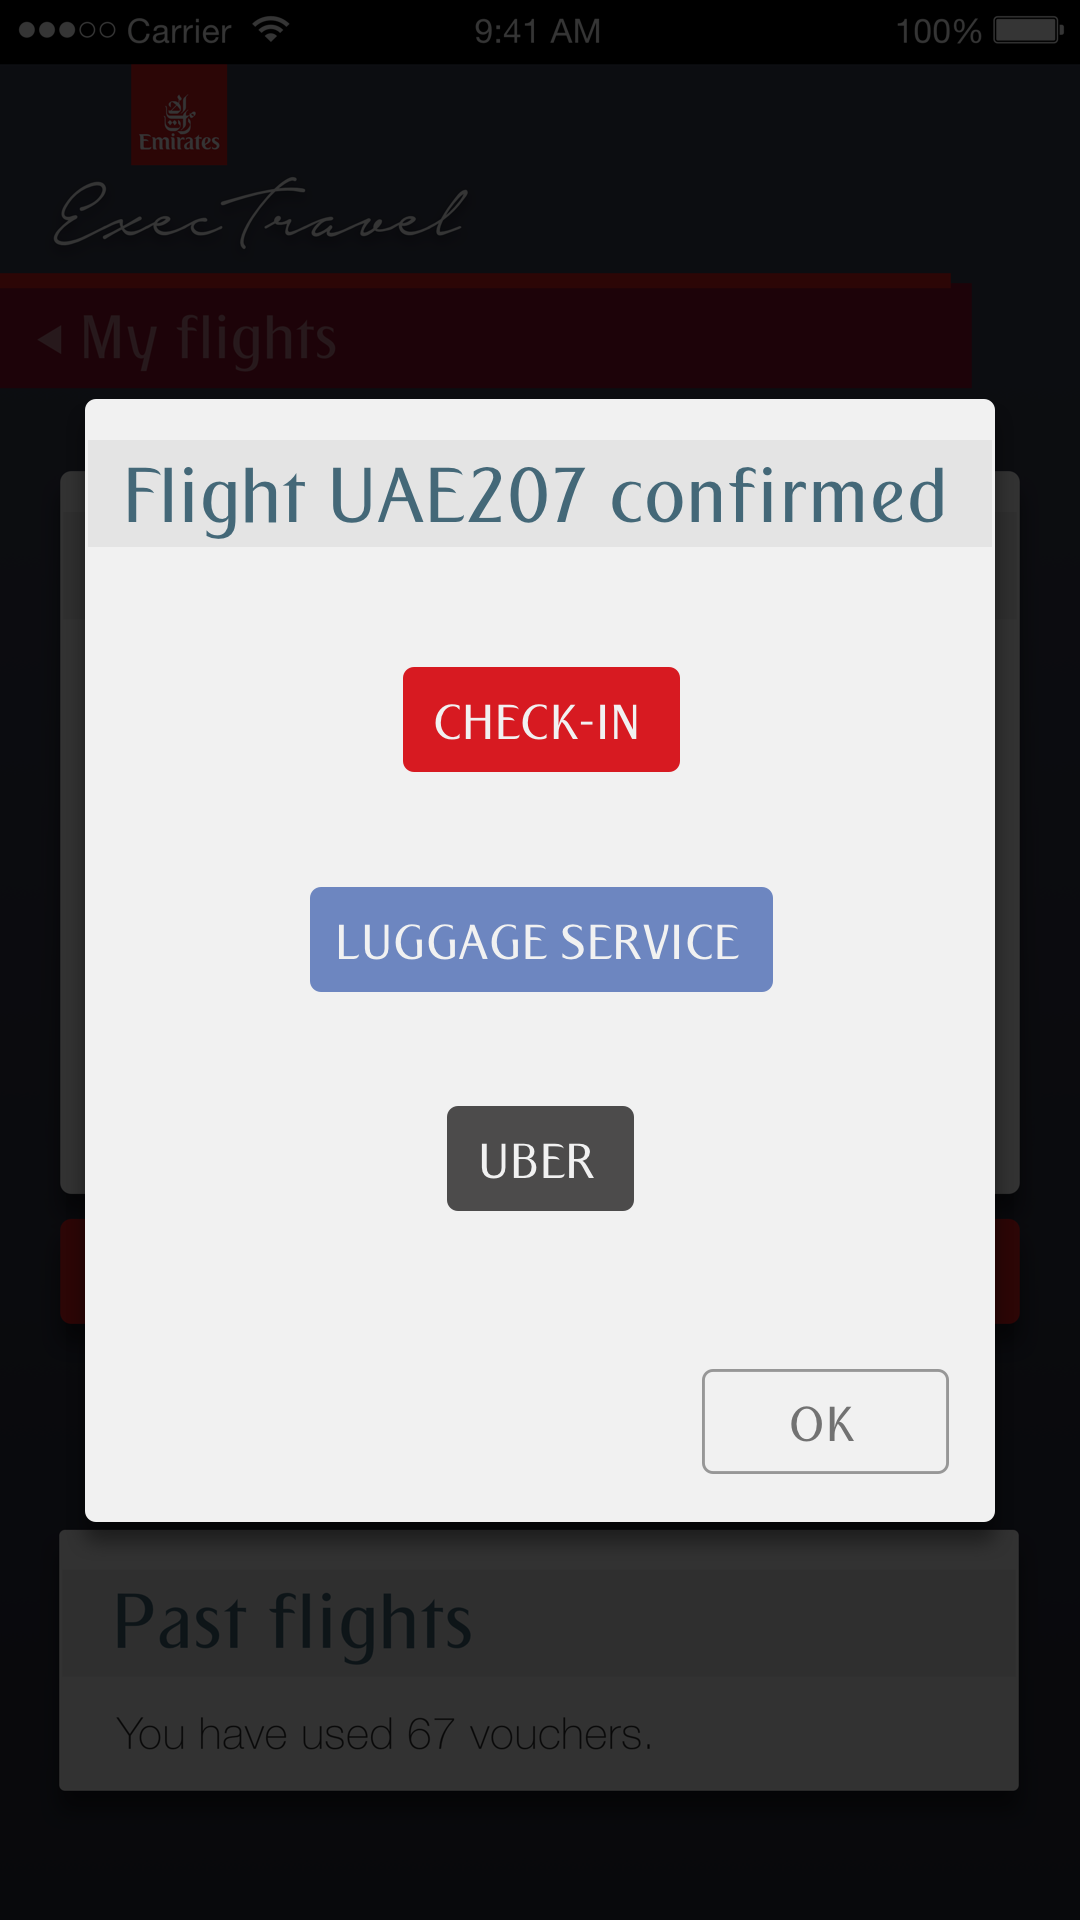 Carrier 9:41 AM 100%
Emirates
ExecTravel
My flights
Flight UAE207 confirmed
CHECK-IN
LUGGAGE SERVICE
UBER
OK
Past flights
You have used 67 vouchers.